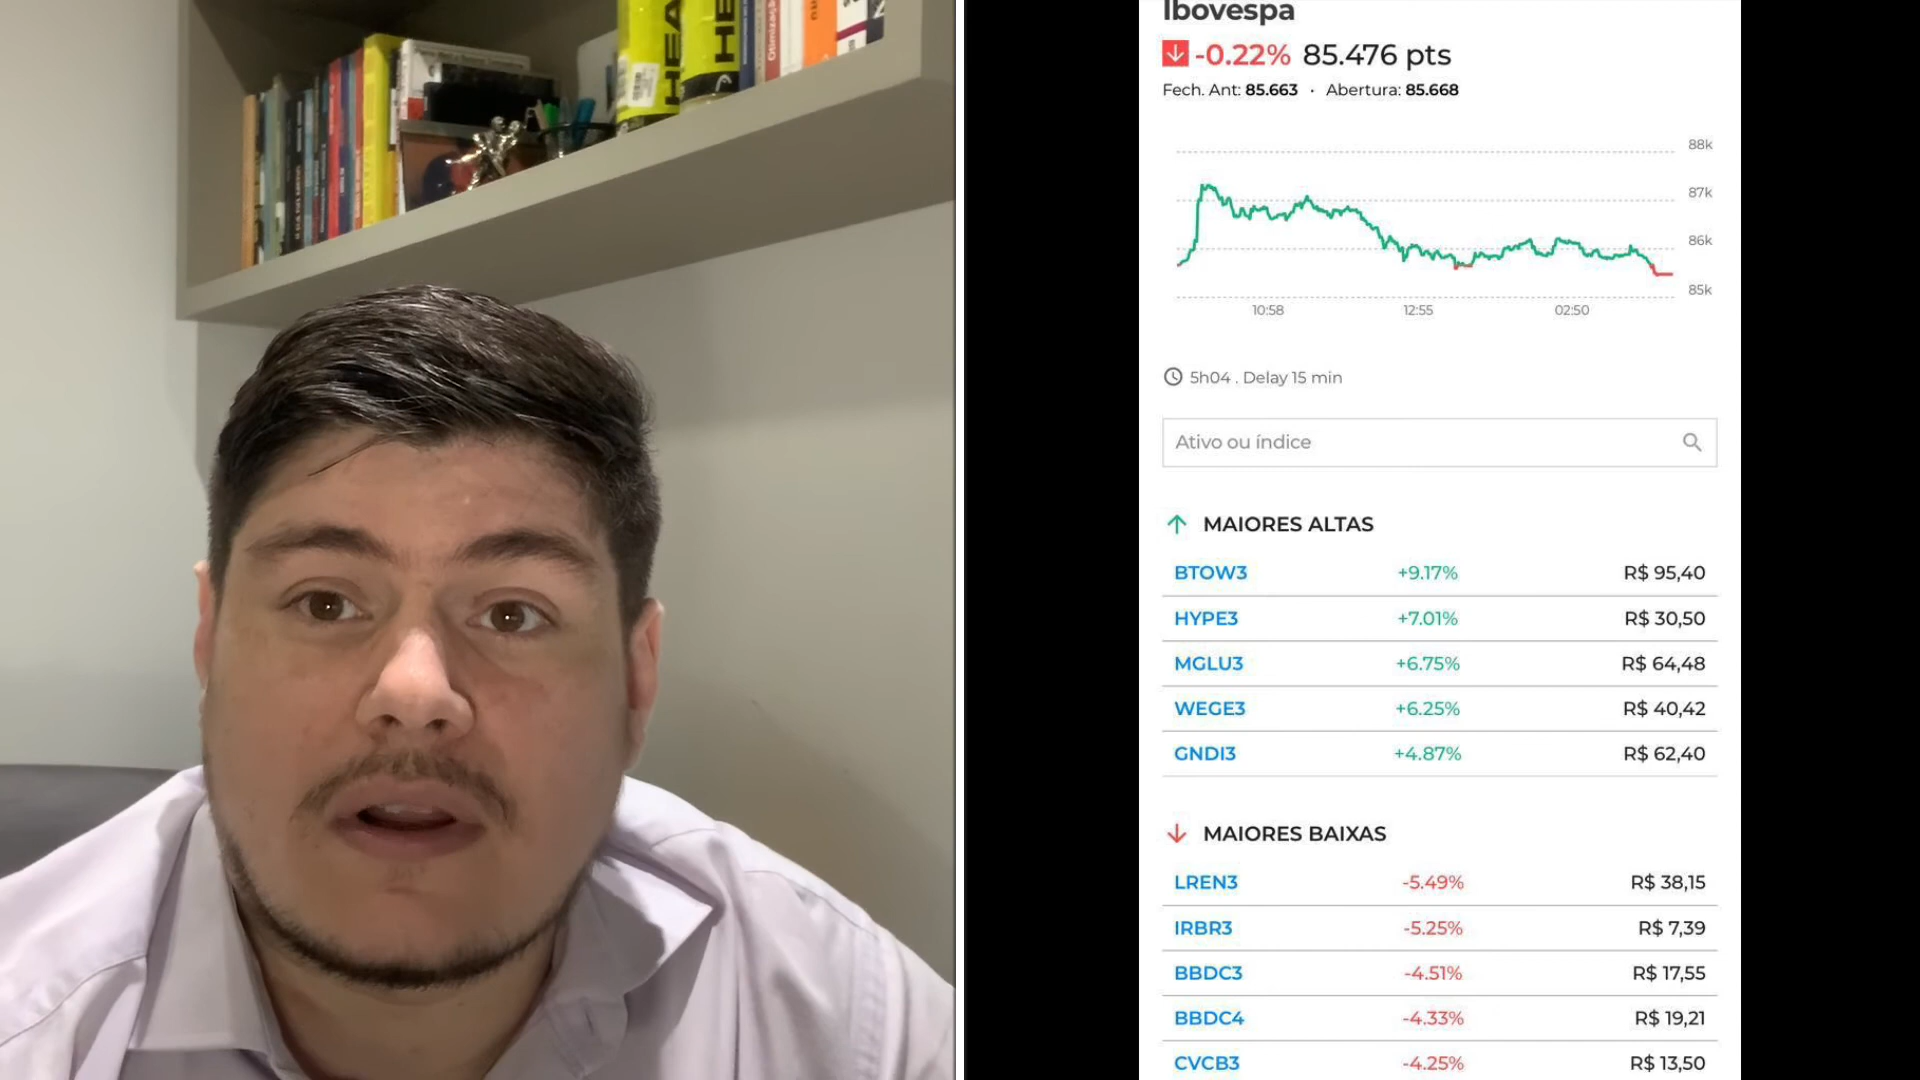 HEA
HE
Otimização
Ibovespa
-0.22% 85.476 pts
Fech. Ant: 85.663 · Abertura: 85.668
88k
87k
86k
85k
10:58 12:55 02:50
5h04 . Delay 15 min
Ativo ou índice
MAIORES ALTAS
BTOW3 +9.17% R$ 95,40
HYPE3 +7.01% R$ 30,50
MGLU3 +6.75% R$ 64,48
WEGE3 +6.25% R$ 40,42
GNDI3 +4.87% R$ 62,40
MAIORES BAIXAS
LREN3 -5.49% R$ 38,15
IRBR3 -5.25% R$ 7,39
BBDC3 -4.51% R$ 17,55
BBDC4 -4.33% R$ 19,21
CVCB3 -4.25% R$ 13,50